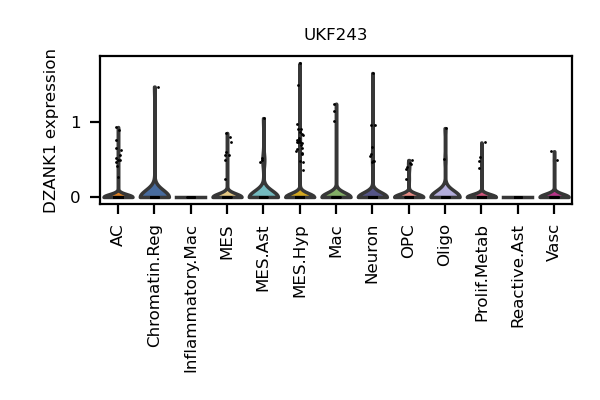 UKF243
DZANK1 expression
1
0
AC
Chromatin.Reg
Inflammatory.Mac
MES
MES.Ast
MES.Hyp
Mac
Neuron
OPC
Oligo
Prolif.Metab
Reactive.Ast
Vasc